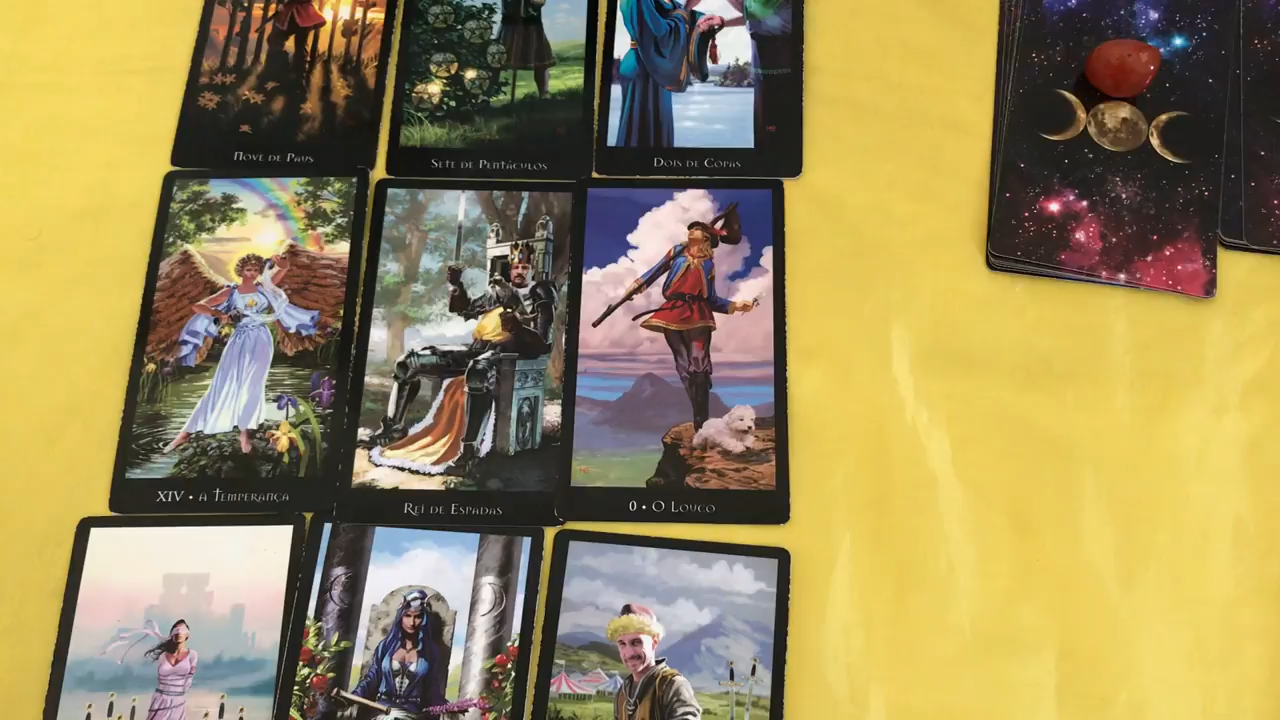 Nove de Paus
Sete de Pentáculos
Dois de Copas
XIV • A Temperança
Rei de Espadas
0 • O Louco